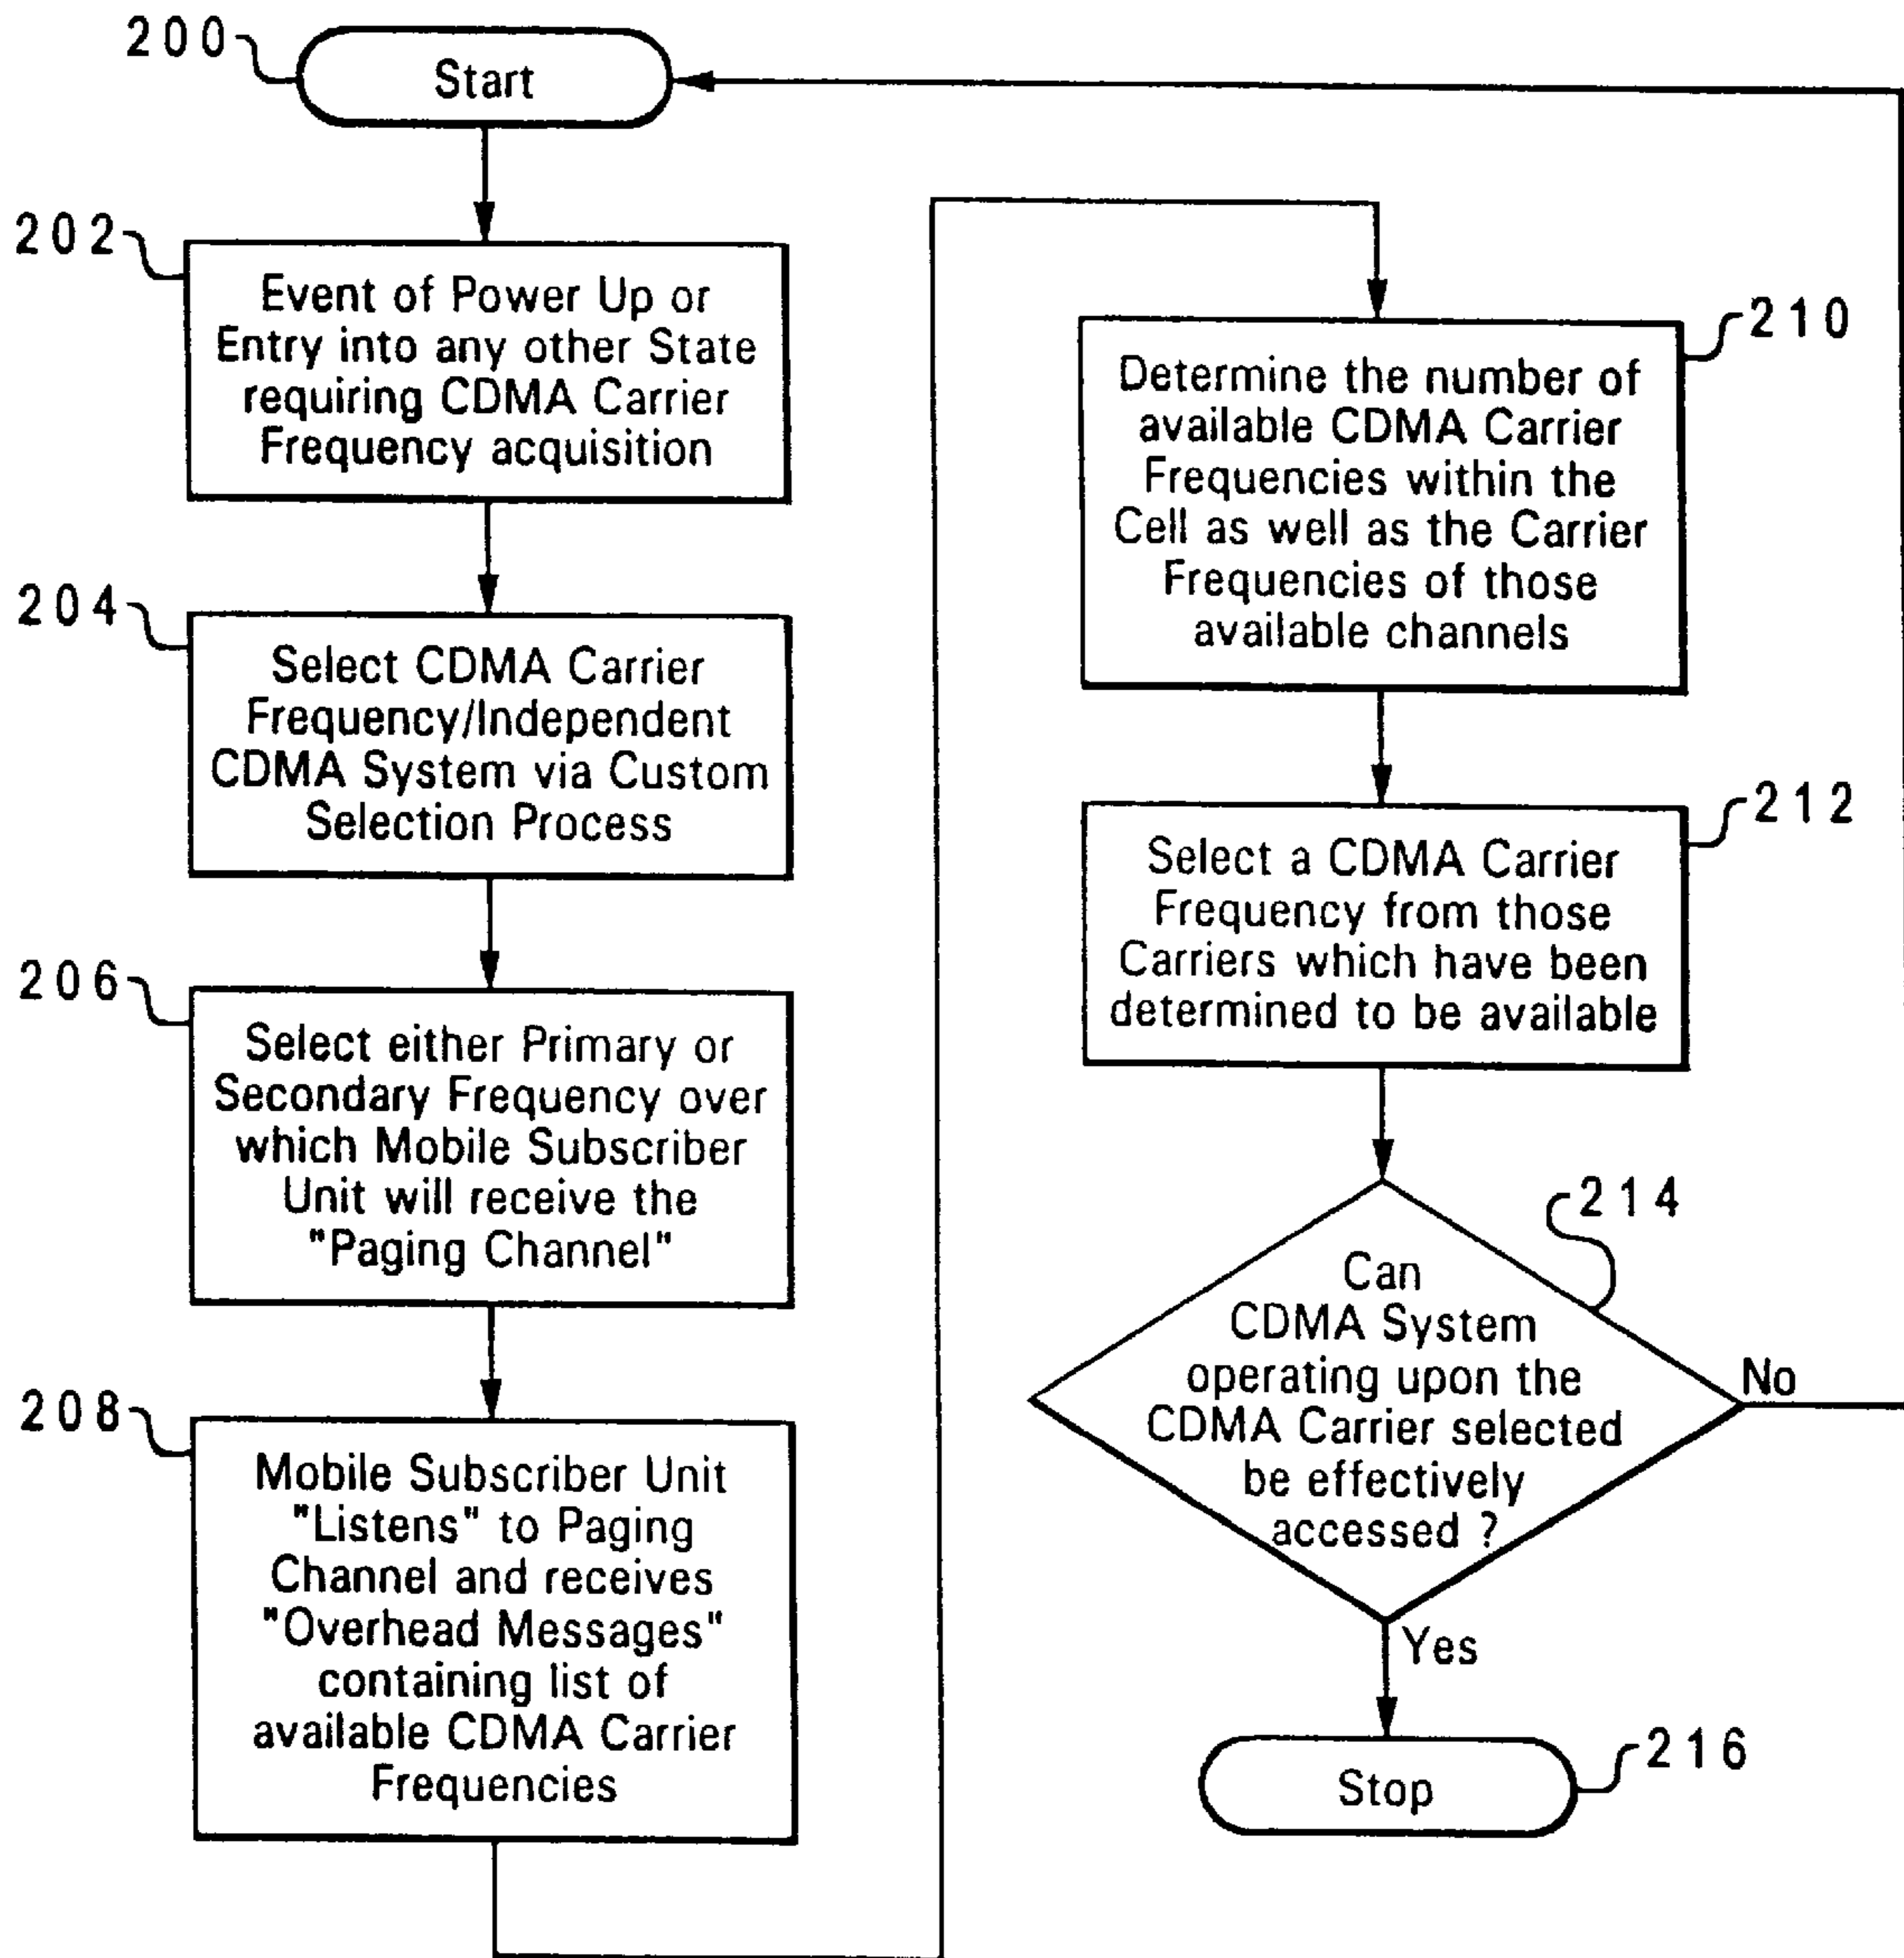 200
Start
202
Event of Power Up or
Entry into any other State
requiring CDMA Carrier
Frequency acquisition
204
Select CDMA Carrier
Frequency/Independent
CDMA System via Custom
Selection Process
206
Select either Primary or
Secondary Frequency over
which Mobile Subscriber
Unit will receive the
"Paging Channel"
208
Mobile Subscriber Unit
"Listens" to Paging
Channel and receives
"Overhead Messages"
containing list of
available CDMA Carrier
Frequencies
210
Determine the number of
available CDMA Carrier
Frequencies within the
Cell as well as the Carrier
Frequencies of those
available channels
212
Select a CDMA Carrier
Frequency from those
Carriers which have been
determined to be available
214
Can
CDMA System
operating upon the
CDMA Carrier selected
be effectively
accessed ?
No
Yes
Stop
216